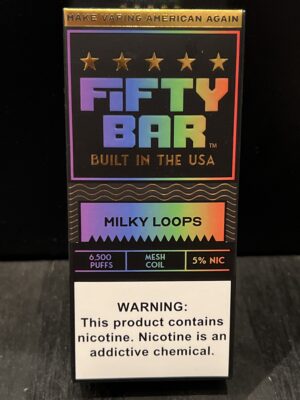 MAKE VAPING AMERICAN AGAIN
FiFTY
BAR™
BUILT IN THE USA
MILKY LOOPS
6,500 PUFFS
MESH COIL
5% NIC
WARNING:
This product contains
nicotine. Nicotine is an
addictive chemical.